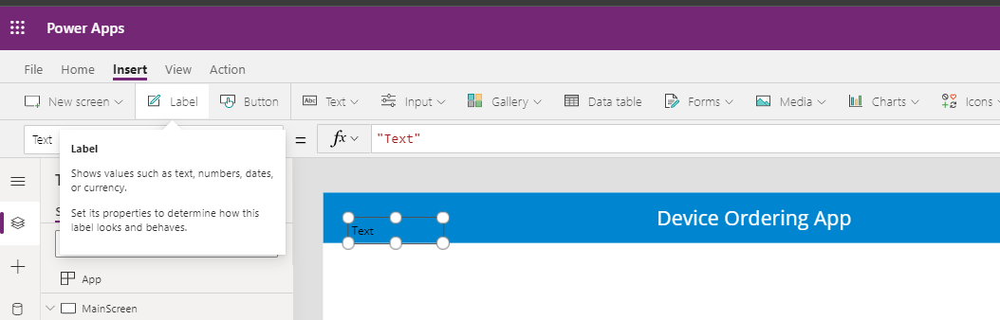 Power Apps
File Home Insert View Action
New screen Label Button Abc Text Input Gallery Data table Forms Media Charts Icons
Text = fx "Text"
Label
Shows values such as text, numbers, dates,
or currency.
Set its properties to determine how this
label looks and behaves.
Device Ordering App
Text
App
MainScreen